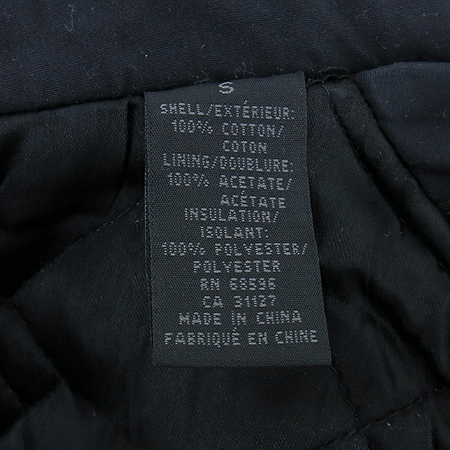 S
SHELL/EXTÉRIEUR:
100% COTTON/
COTON
LINING/DOUBLURE:
100% ACETATE/
ACÉTATE
INSULATION/
ISOLANT:
100% POLYESTER/
POLYESTER
RN 68596
CA 31127
MADE IN CHINA
FABRIQUÉ EN CHINE